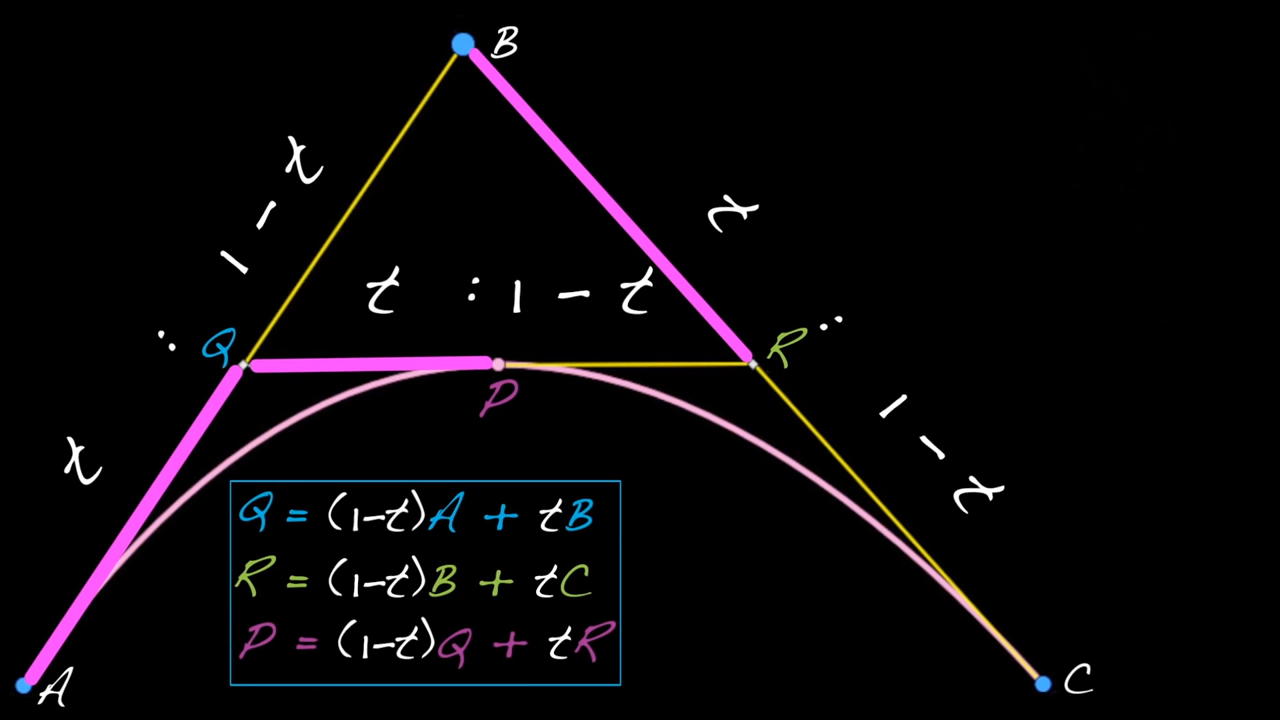 B
1 - t
t
t : 1 - t
:
Q
R
:
P
1 - t
t
Q = (1-t)A + tB
R = (1-t)B + tC
P = (1-t)Q + tR
A
C